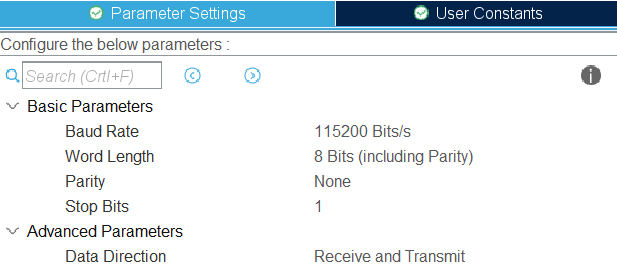 Parameter Settings User Constants
Configure the below parameters :
Search (Crtl+F)
Basic Parameters
Baud Rate 115200 Bits/s
Word Length 8 Bits (including Parity)
Parity None
Stop Bits 1
Advanced Parameters
Data Direction Receive and Transmit